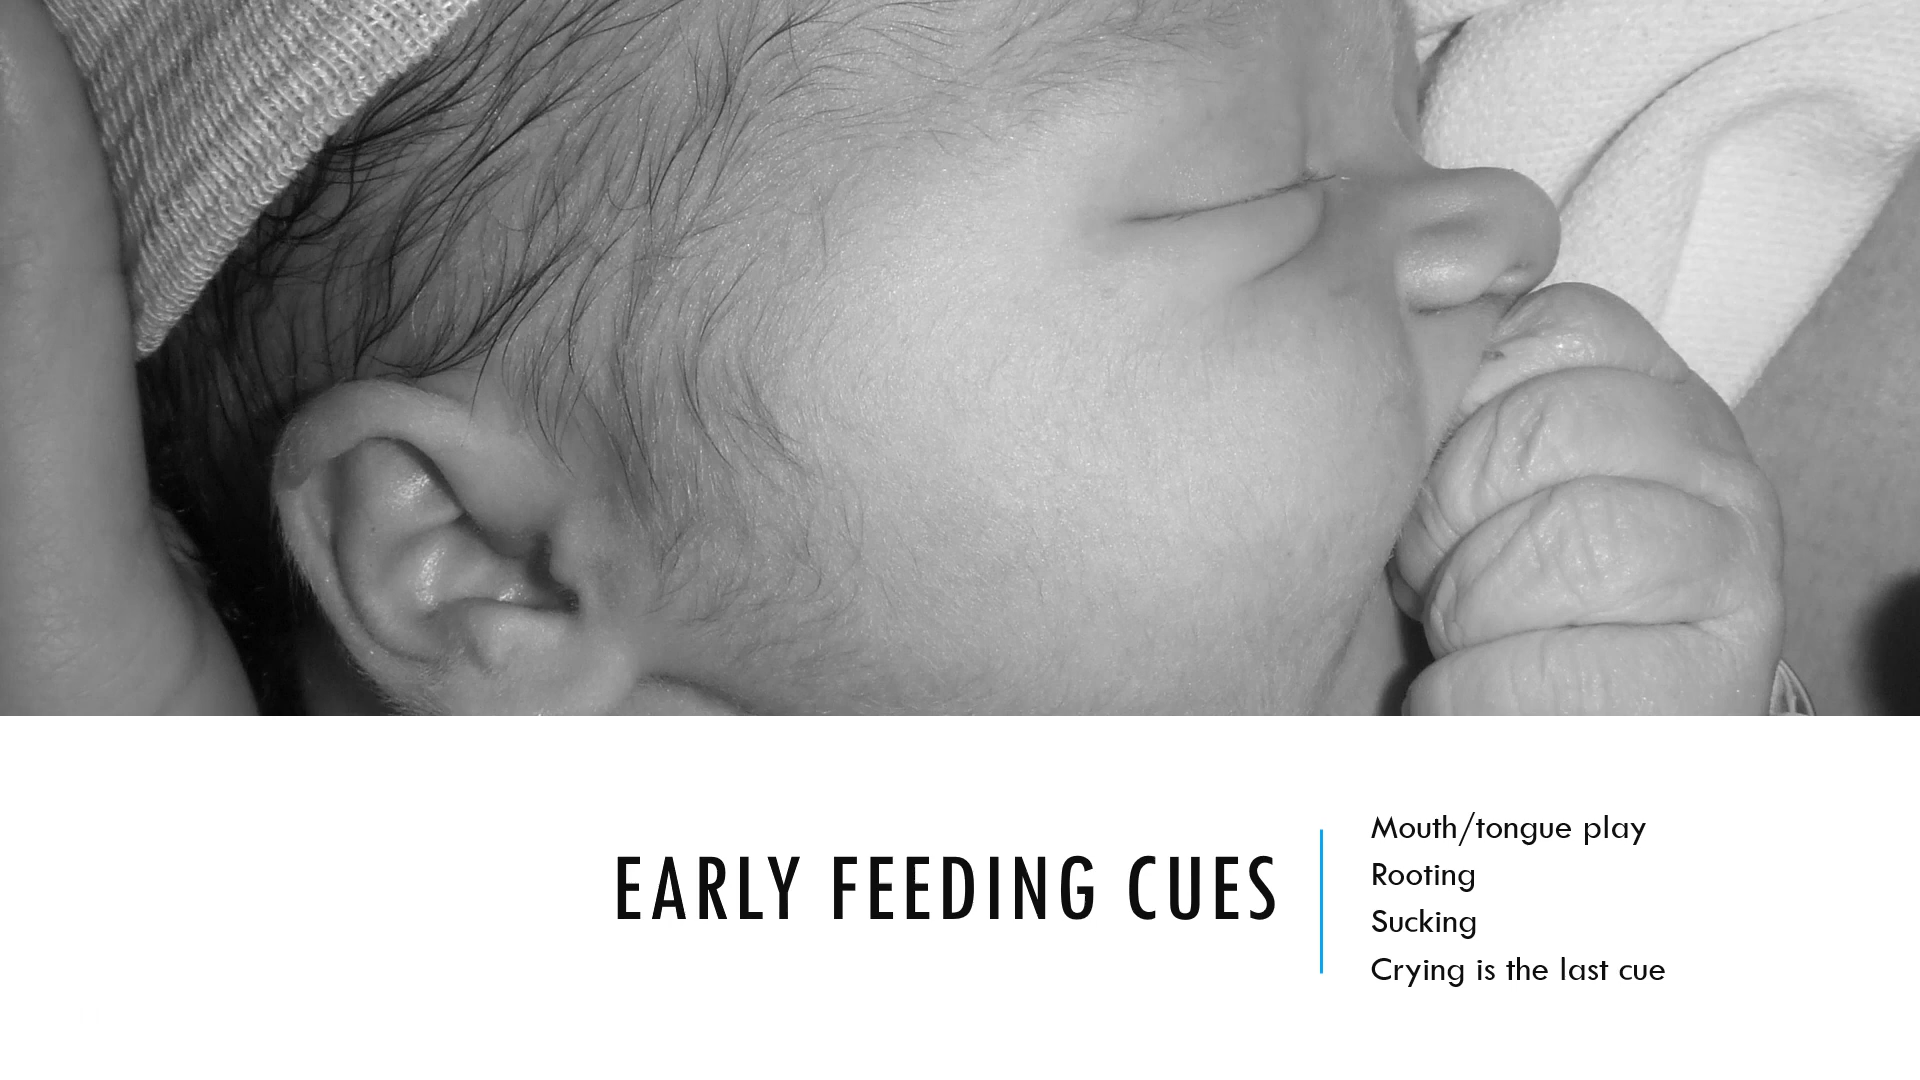 EARLY FEEDING CUES
Mouth/tongue play
Rooting
Sucking
Crying is the last cue